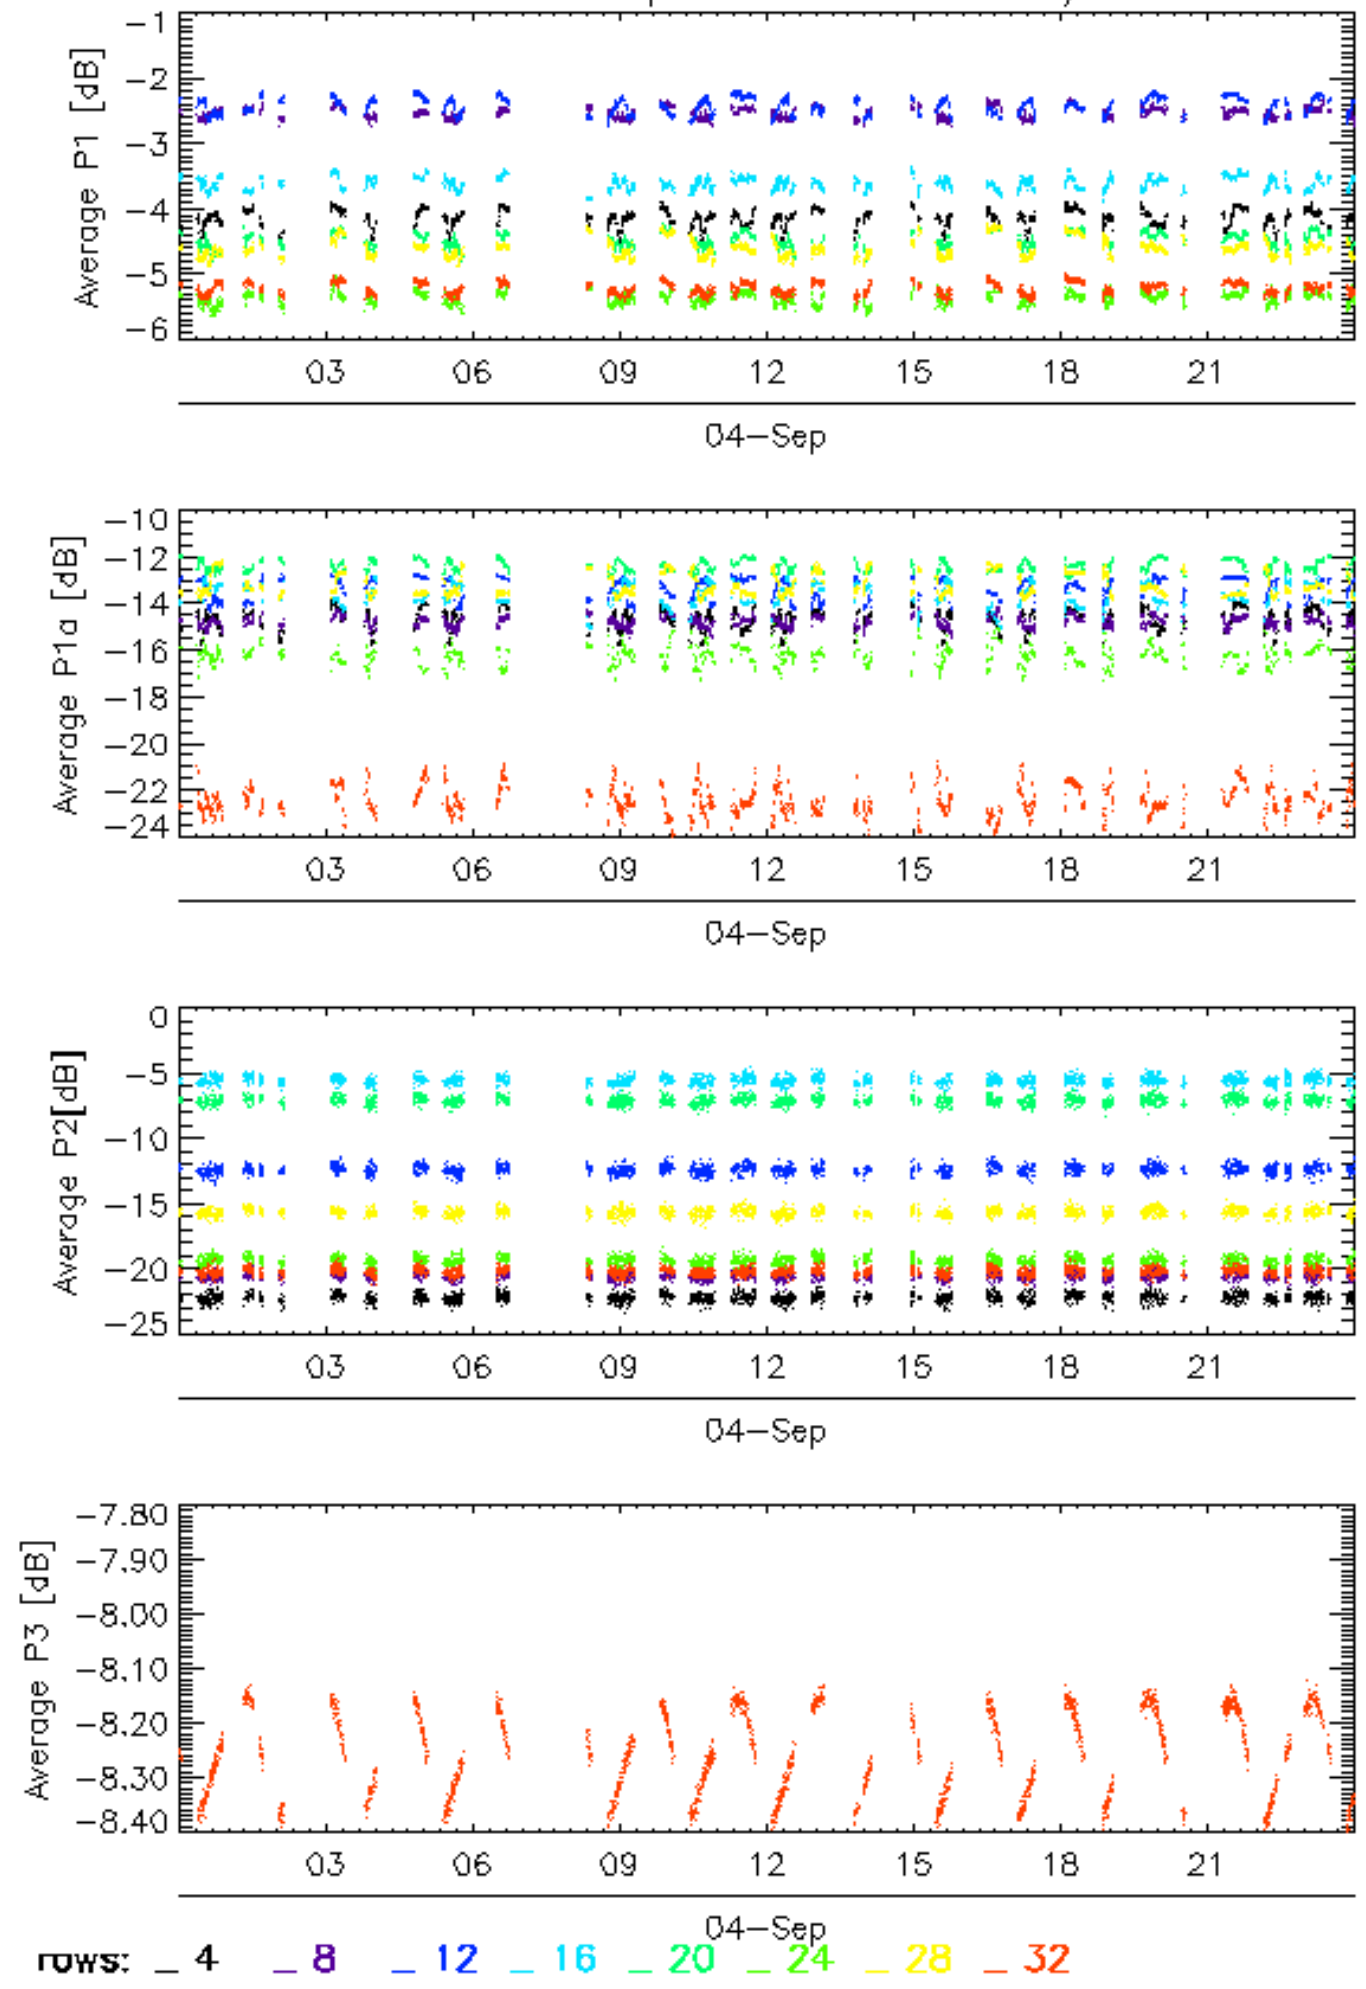 Average P1 [dB]
-1
-2
-3
-4
-5
-6
03 06 09 12 15 18 21
04-Sep
Average P1a [dB]
-10
-12
-14
-16
-18
-20
-22
-24
03 06 09 12 15 18 21
04-Sep
Average P2[dB]
0
-5
-10
-15
-20
-25
03 06 09 12 15 18 21
04-Sep
Average P3 [dB]
-7.80
-7.90
-8.00
-8.10
-8.20
-8.30
-8.40
03 06 09 12 15 18 21
04-Sep
rows: _ 4 _ 8 _ 12 _ 16 _ 20 _ 24 _ 28 _ 32